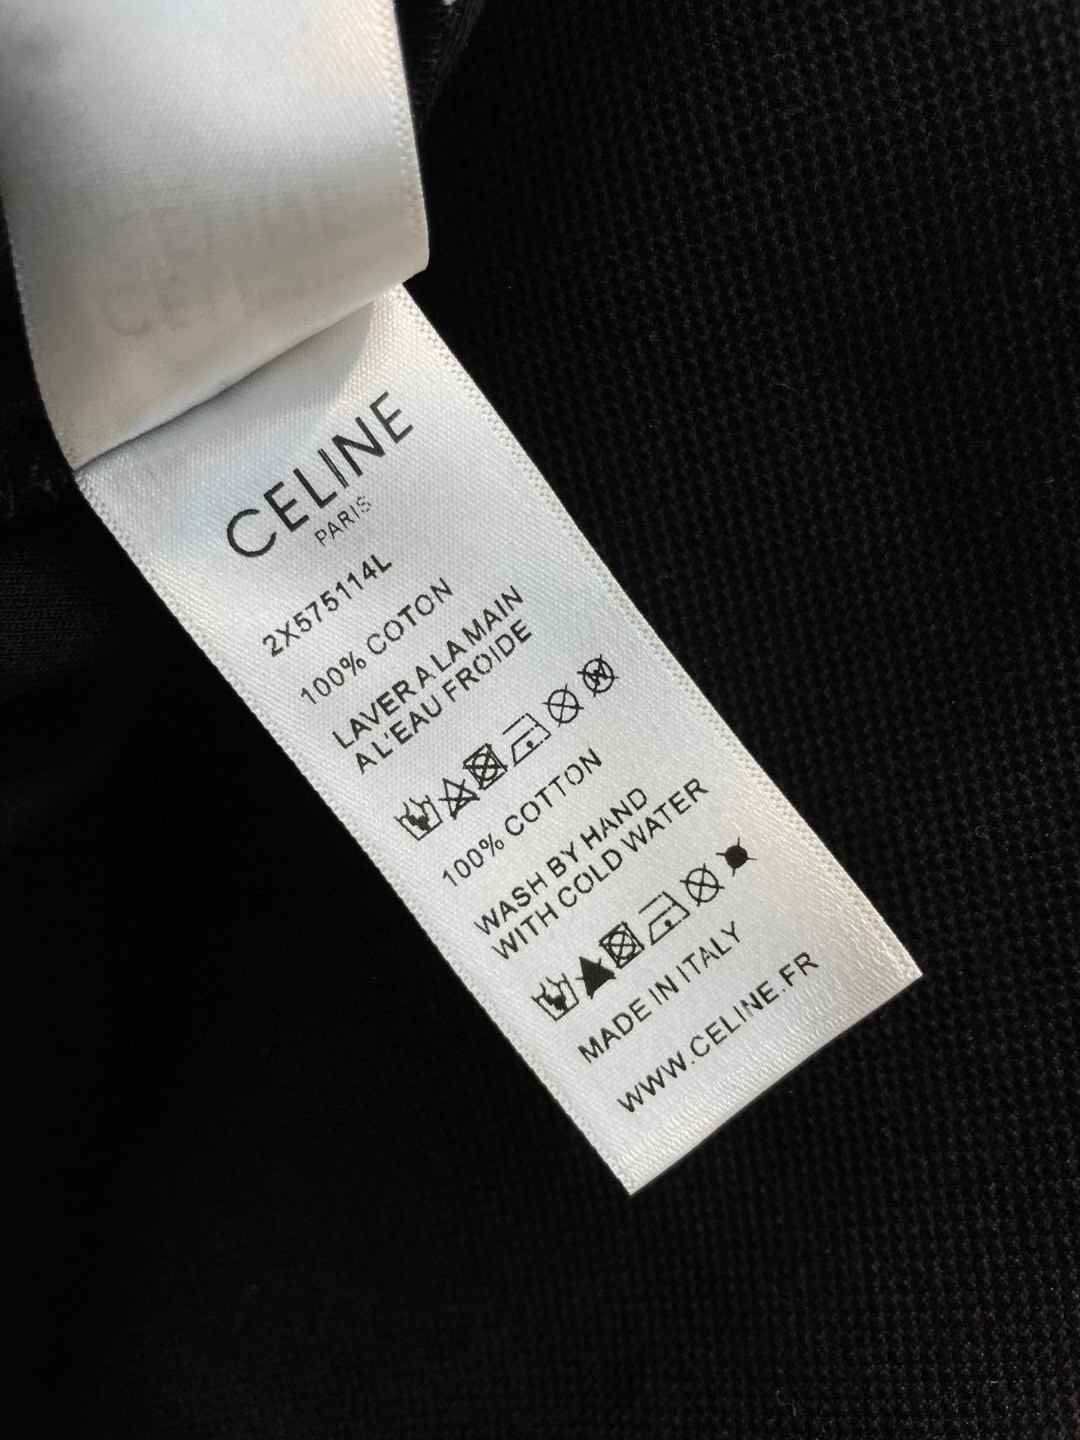 CELINE
PARIS
2X575114L
100% COTON
LAVER A LA MAIN
A L'EAU FROIDE
100% COTTON
WASH BY HAND
WITH COLD WATER
MADE IN ITALY
WWW.CELINE.FR